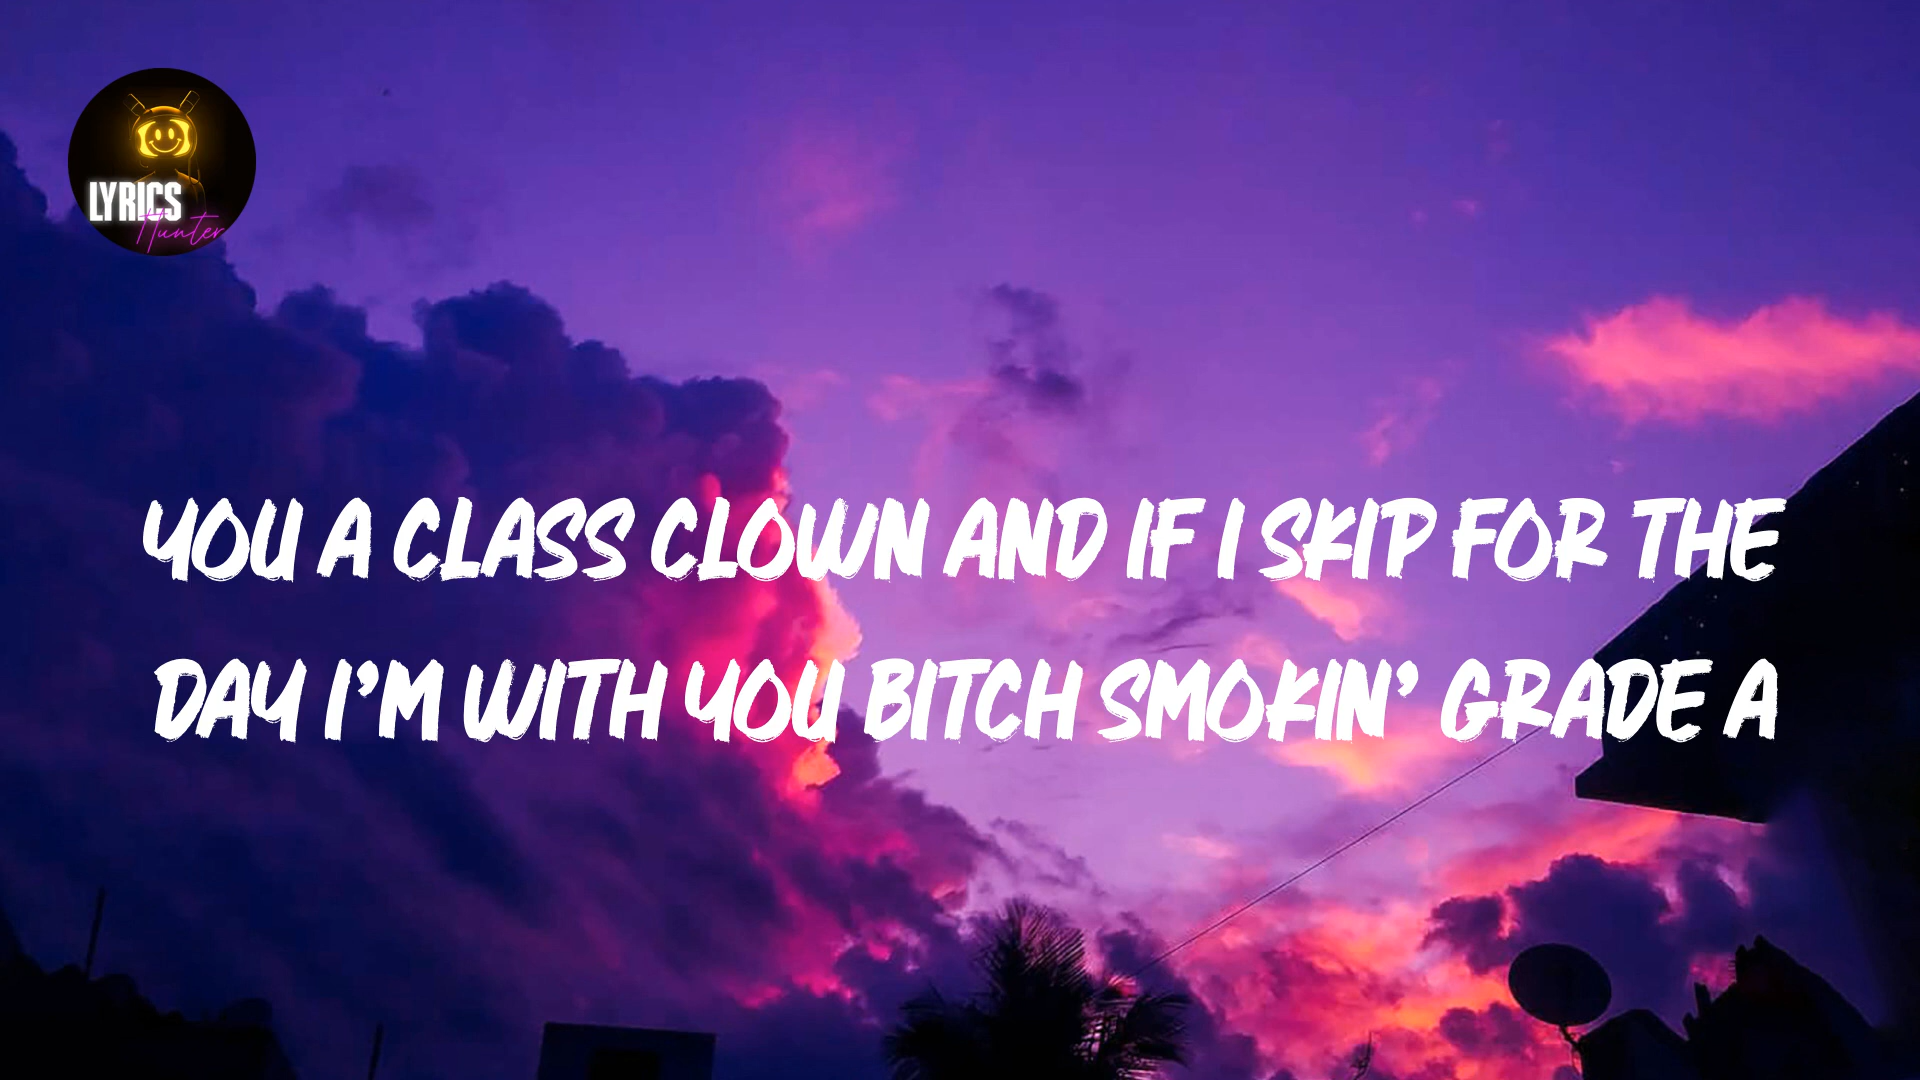 LYRICS
Hunter
YOU A CLASS CLOWN AND IF I SKIP FOR THE
DAY I'M WITH YOU BITCH SMOKIN' GRADE A